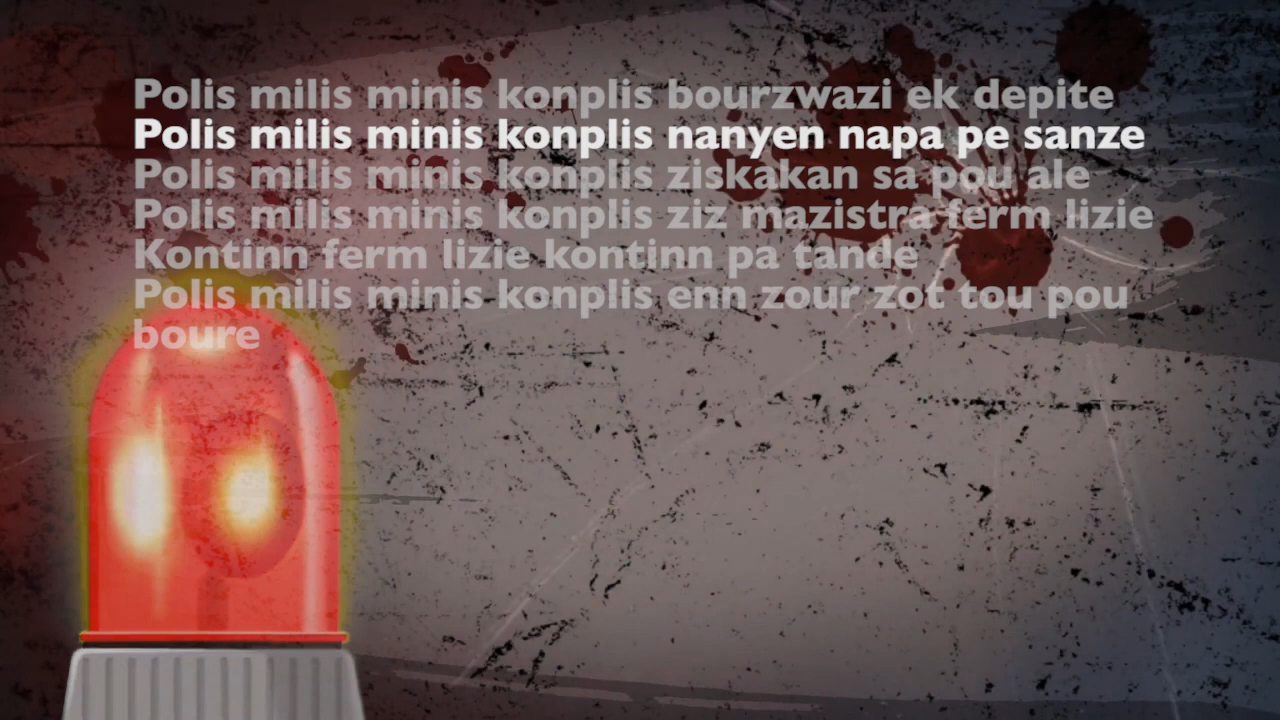 Polis milis minis konplis bourzwazi ek depite
Polis milis minis konplis nanyen napa pe sanze
Polis milis minis konplis ziskakan sa pou ale
Polis milis minis konplis ziz mazistra ferm lizie
Kontinn ferm lizie kontinn pa tande
Polis milis minis konplis enn zour zot tou pou
boure